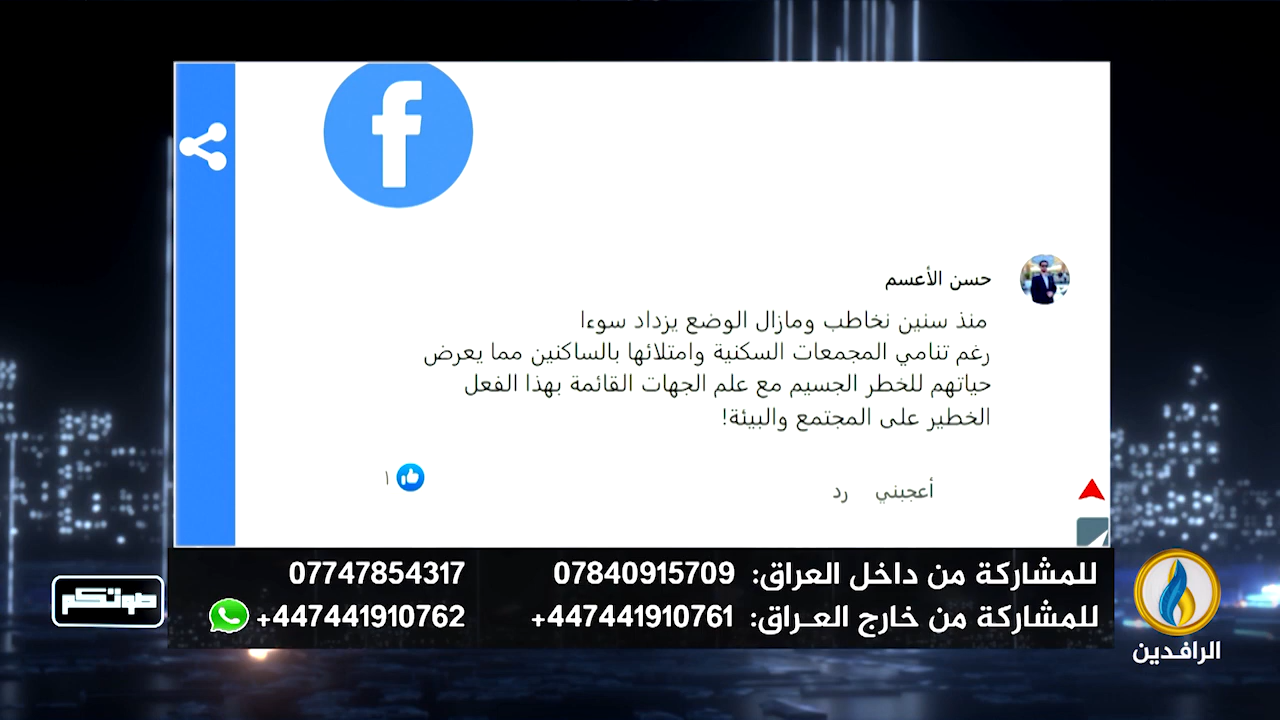 حسن الأعسم
منذ سنين نخاطب ومازال الوضع يزداد سوءا
رغم تنامي المجمعات السكنية وامتلائها بالساكنين مما يعرض
حياتهم للخطر الجسيم مع علم الجهات القائمة بهذا الفعل
الخطير على المجتمع والبيئة!
أعجبني رد
١
للمشاركة من داخل العراق: 07840915709 07747854317
للمشاركة من خارج العـراق: 447441910761+ 447441910762+
صوتكم
الرافدين